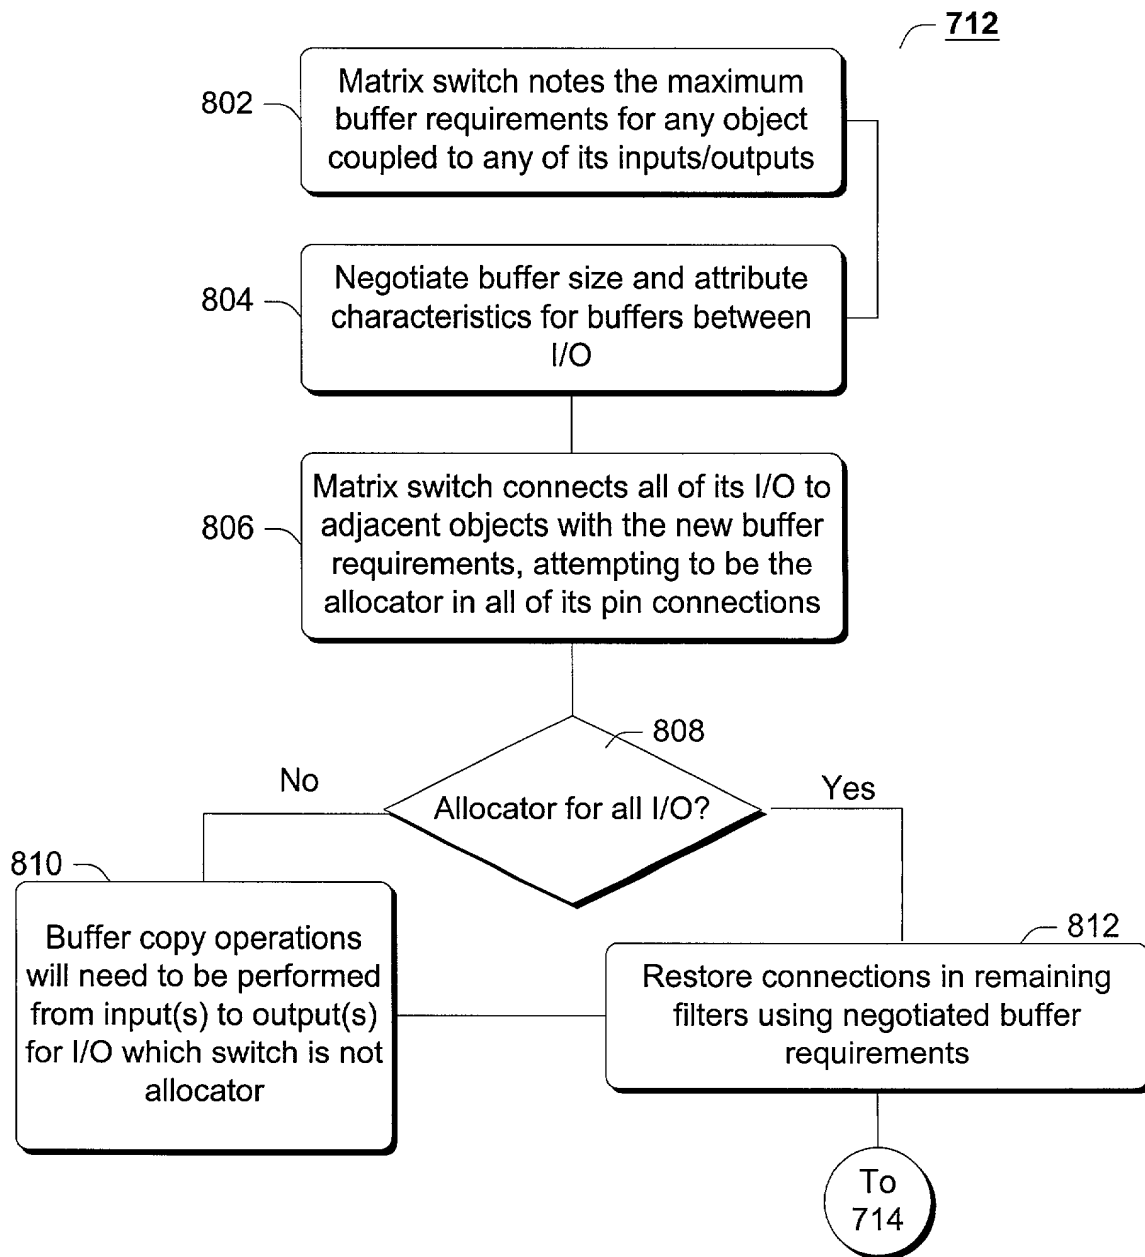 712
802
Matrix switch notes the maximum
buffer requirements for any object
coupled to any of its inputs/outputs
804
Negotiate buffer size and attribute
characteristics for buffers between
I/O
806
Matrix switch connects all of its I/O to
adjacent objects with the new buffer
requirements, attempting to be the
allocator in all of its pin connections
808
Allocator for all I/O?
No
Yes
810
Buffer copy operations
will need to be performed
from input(s) to output(s)
for I/O which switch is not
allocator
812
Restore connections in remaining
filters using negotiated buffer
requirements
To
714